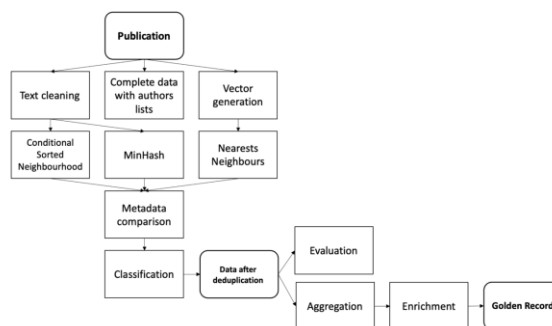 Publication
Text cleaning
Complete data
with authors
lists
Vector
generation
Conditional
Sorted
Neighbourhood
MinHash
Nearests
Neighbours
Metadata
comparison
Classification
Data after
deduplication
Evaluation
Aggregation
Enrichment
Golden Record